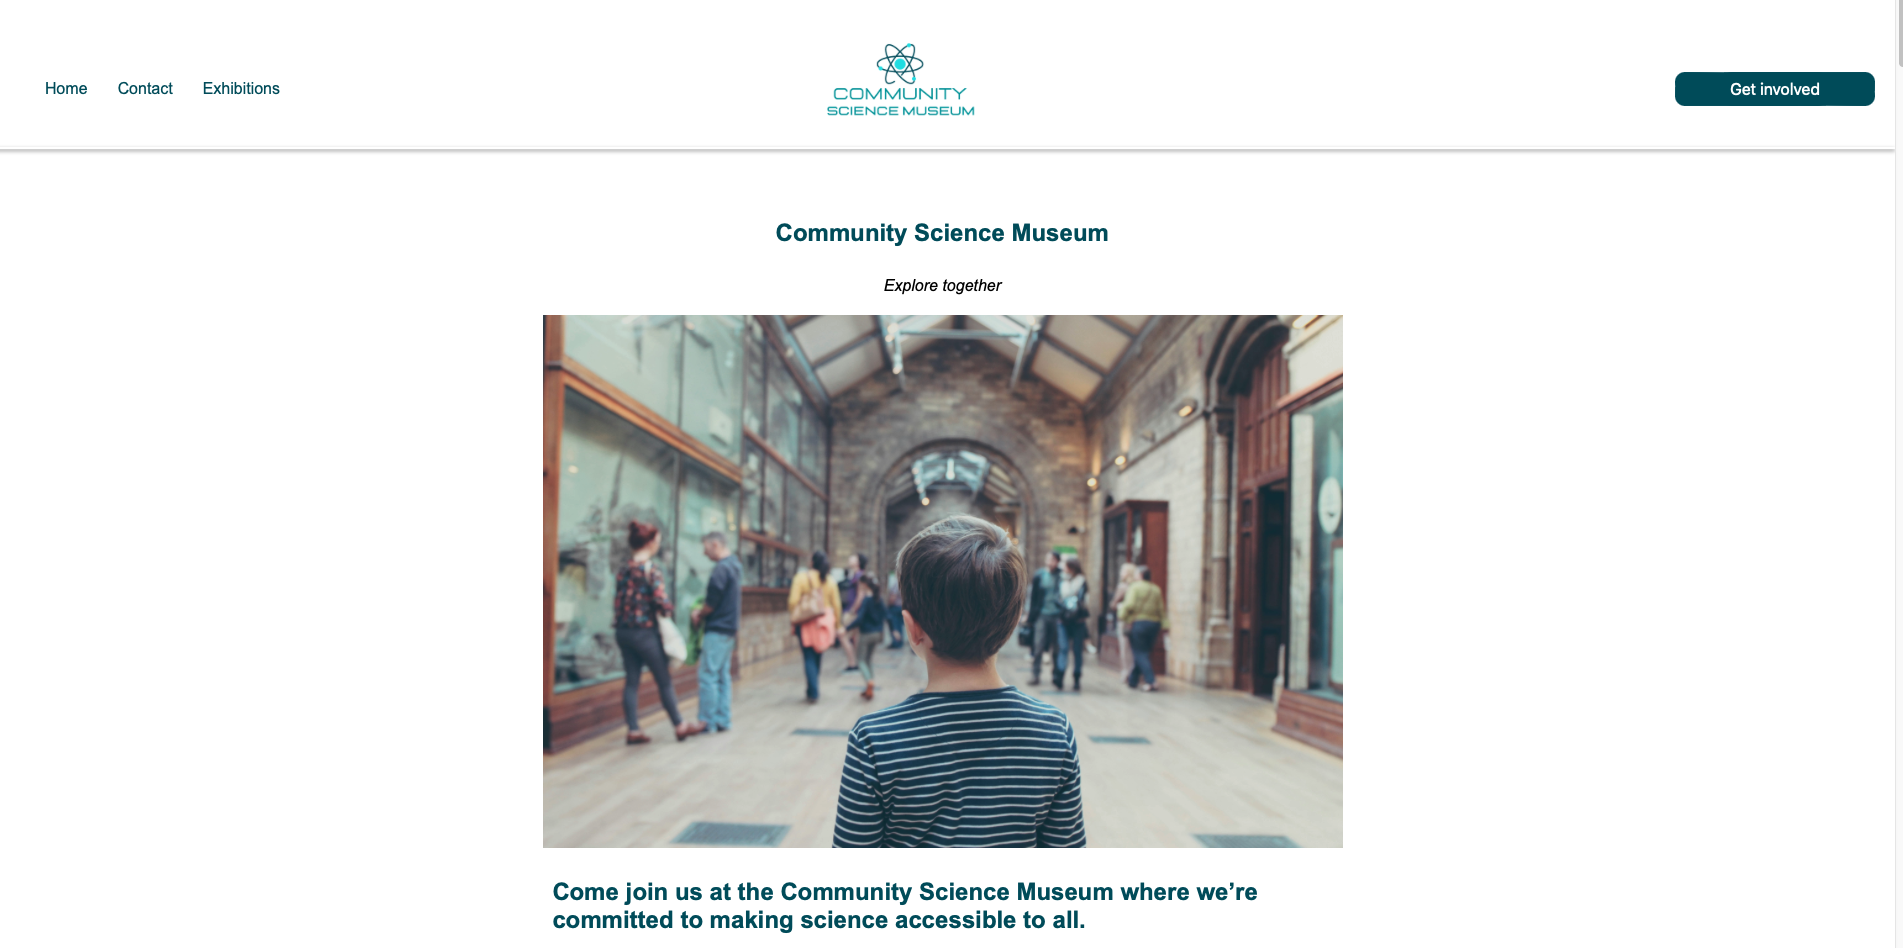 Home Contact Exhibitions
COMMUNITY
SCIENCE MUSEUM
Get involved
Community Science Museum
Explore together
Come join us at the Community Science Museum where we’re
committed to making science accessible to all.